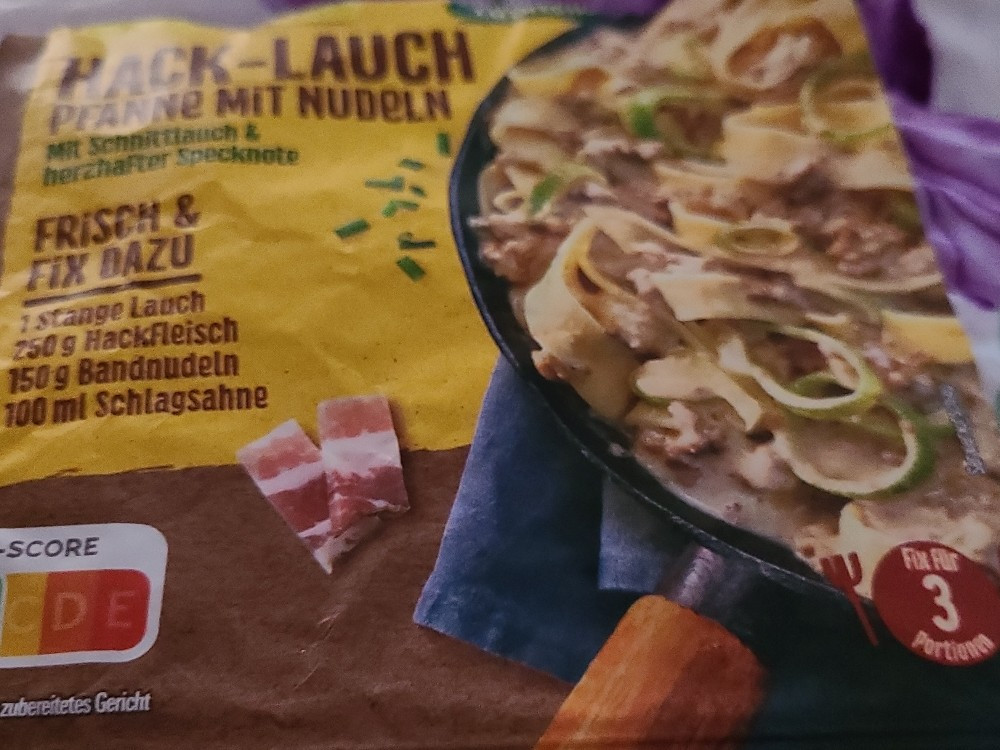 HACK-LAUCH
PFANNE MIT NUDELN
Mit Schnittlauch &
herzhafter Specknote
FRISCH &
FIX DAZU
1 Stange Lauch
250 g Hackfleisch
150 g Bandnudeln
100 ml Schlagsahne
-SCORE
C D E
zubereitetes Gericht
Fix für
3
Portionen